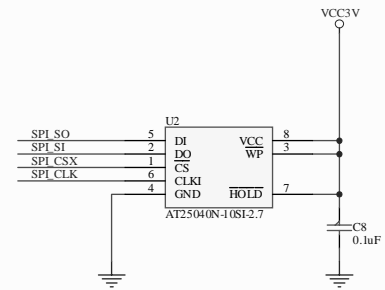 VCC3V
U2
SPI_SO 5 DI VCC 8
SPI_SI 2 DO WP 3
SPI_CSX 1 CS
SPI_CLK 6 CLKI
4 GND HOLD 7
AT25040N-10SI-2.7
C8
0.1uF